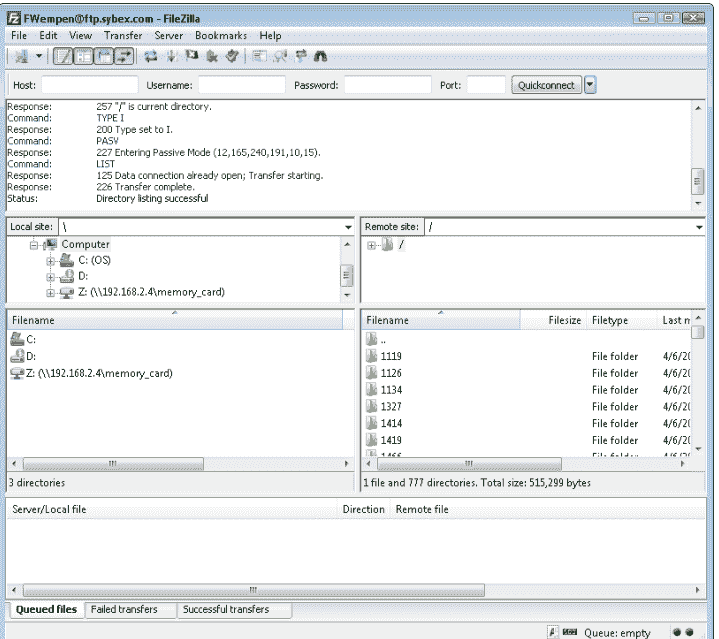 FWempen@ftp.sybex.com - FileZilla
File Edit View Transfer Server Bookmarks Help
Host: Username: Password: Port: Quickconnect
Response: 257 "/" is current directory.
Command: TYPE I
Response: 200 Type set to I.
Command: PASV
Response: 227 Entering Passive Mode (12,165,240,191,10,15).
Command: LIST
Response: 125 Data connection already open; Transfer starting.
Response: 226 Transfer complete.
Status: Directory listing successful
Local site: \
Computer
C: (OS)
D:
Z: (\\192.168.2.4\memory_card)
Remote site: /
/
Filename
C:
D:
Z: (\\192.168.2.4\memory_card)
3 directories
Filename Filesize Filetype Last
..
1119 File folder 4/6/20
1126 File folder 4/6/20
1134 File folder 4/6/20
1327 File folder 4/6/20
1414 File folder 4/6/20
1419 File folder 4/6/20
1 file and 777 directories. Total size: 515,299 bytes
Server/Local file Direction Remote file
Queued files Failed transfers Successful transfers
Queue: empty